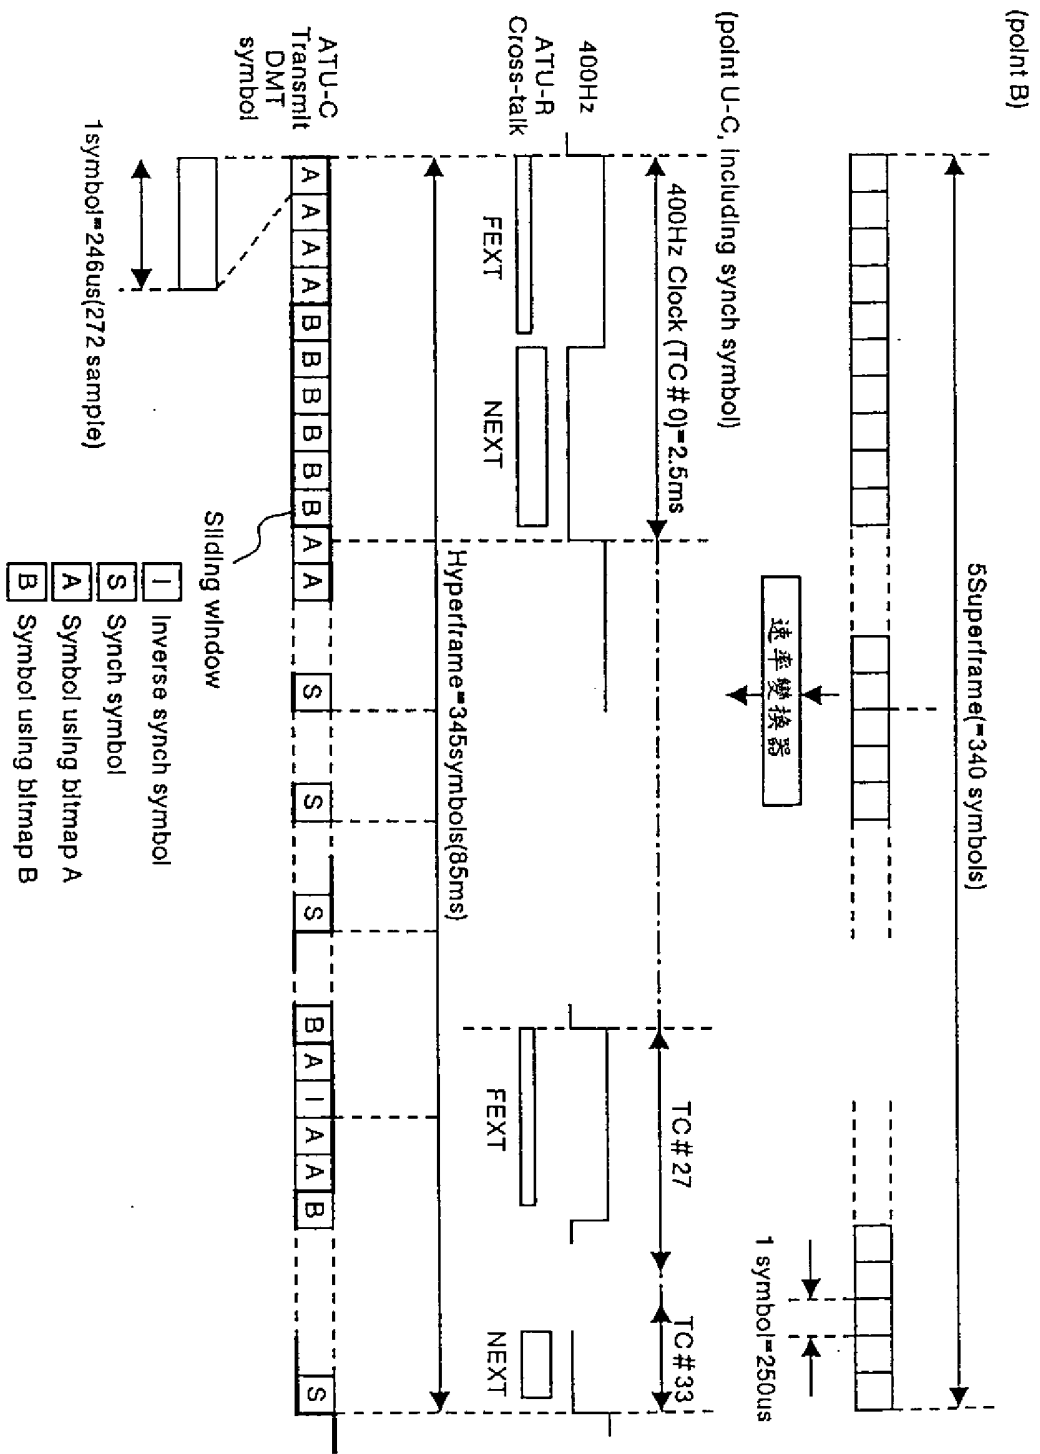 (point B)
5Superframe(=340 symbols)
1 symbol=250us
速率變換器
(point U-C, including synch symbol)
400Hz Clock (TC#0)=2.5ms
TC#27
TC#33
400Hz
ATU-R
Cross-talk
FEXT
NEXT
FEXT
NEXT
Hyperframe=345symbols(85ms)
ATU-C
Transmit
DMT
symbol
A A A A B B B B B B A A S S S B A I A A B S
Sliding window
1symbol=246us(272 sample)
I Inverse synch symbol
S Synch symbol
A Symbol using bitmap A
B Symbol using bitmap B